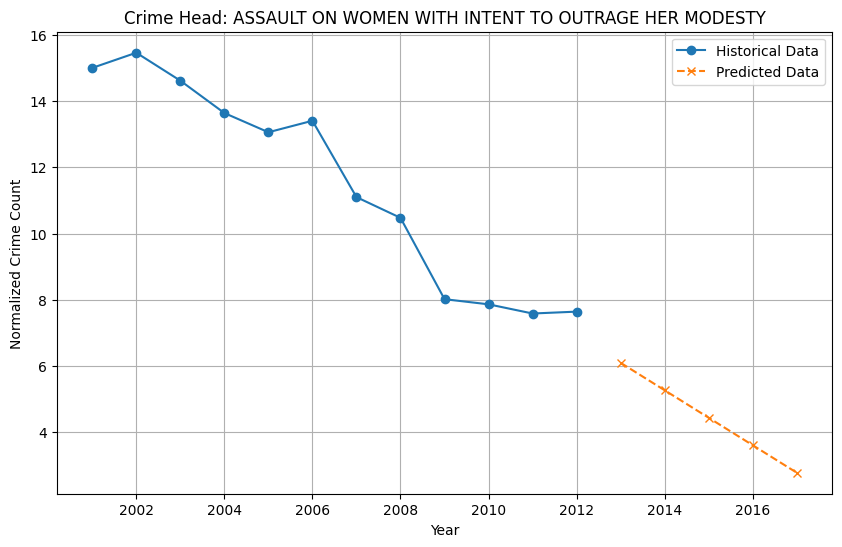 Crime Head: ASSAULT ON WOMEN WITH INTENT TO OUTRAGE HER MODESTY
Historical Data
Predicted Data
Normalized Crime Count
16
14
12
10
8
6
4
2002 2004 2006 2008 2010 2012 2014 2016
Year